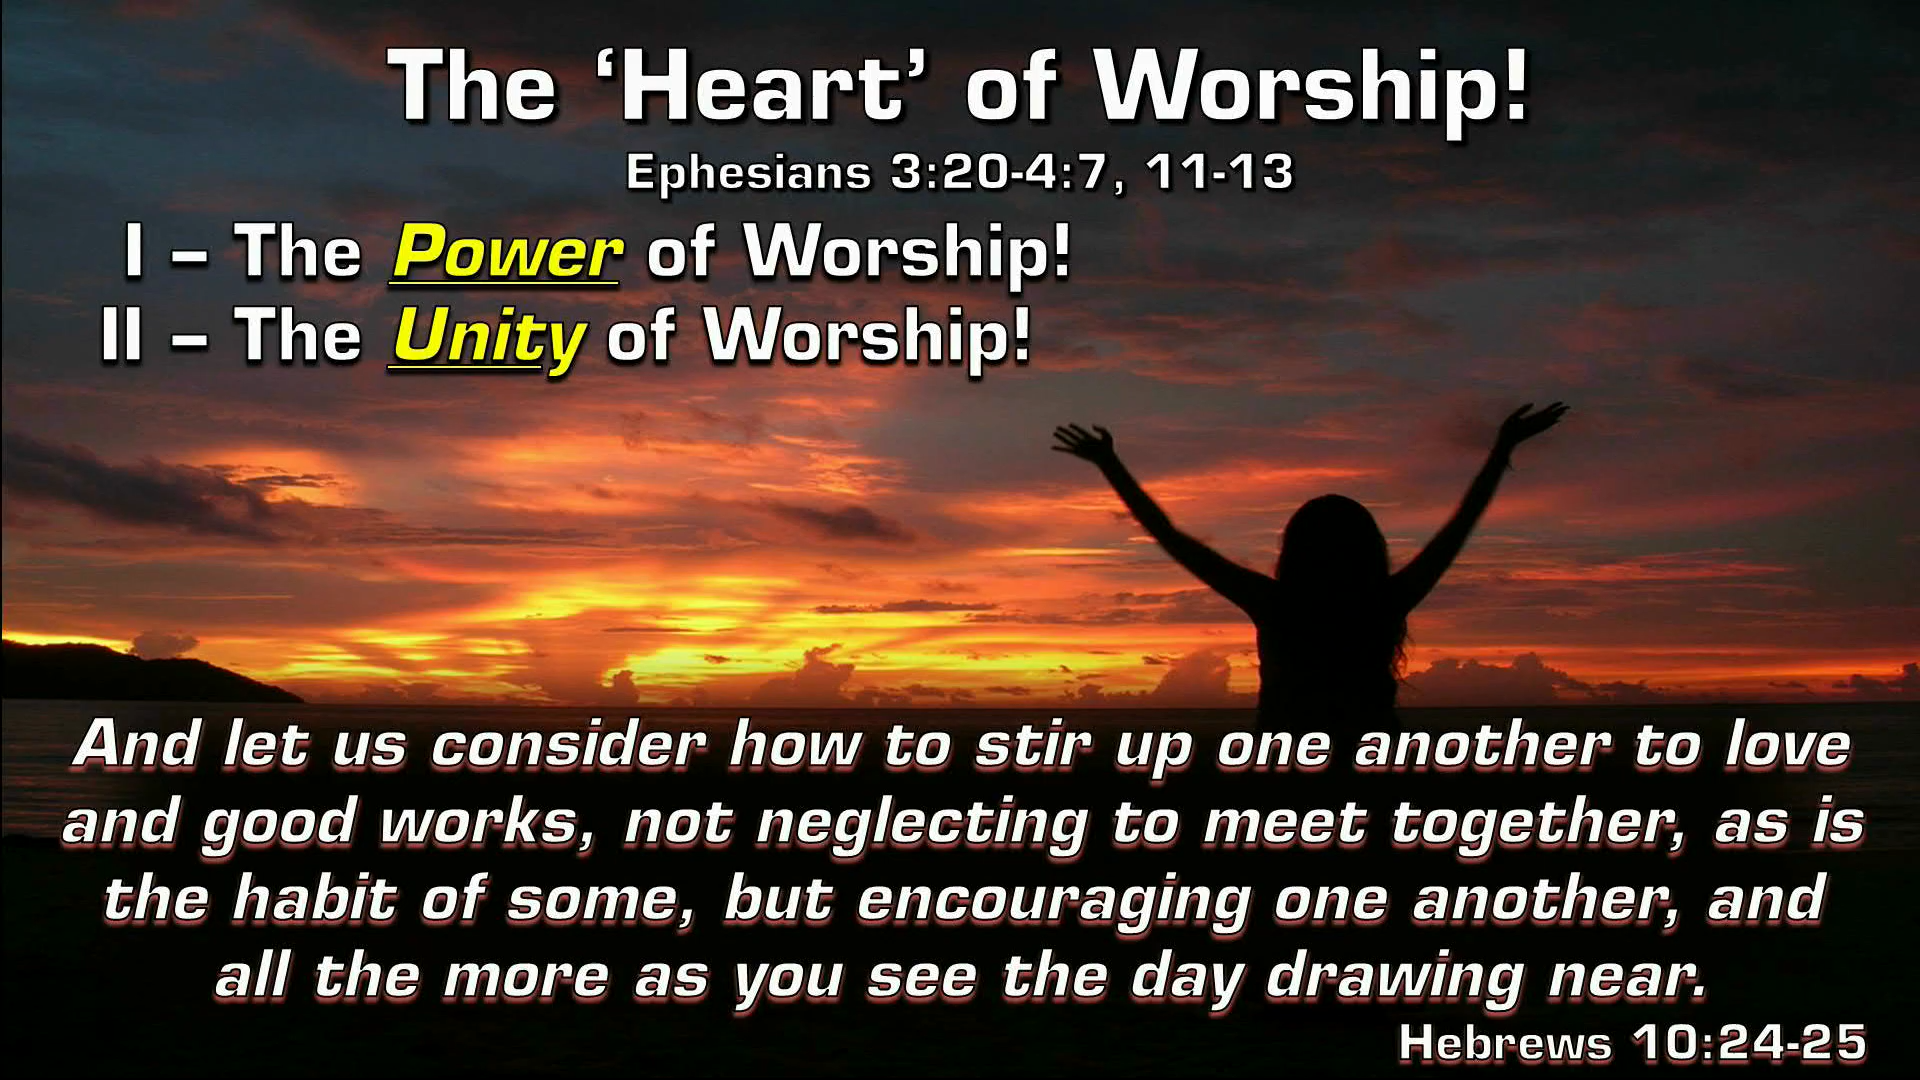 The ‘Heart’ of Worship!
Ephesians 3:20-4:7, 11-13
I – The Power of Worship!
II – The Unity of Worship!
And let us consider how to stir up one another to love
and good works, not neglecting to meet together, as is
the habit of some, but encouraging one another, and
all the more as you see the day drawing near.
Hebrews 10:24-25